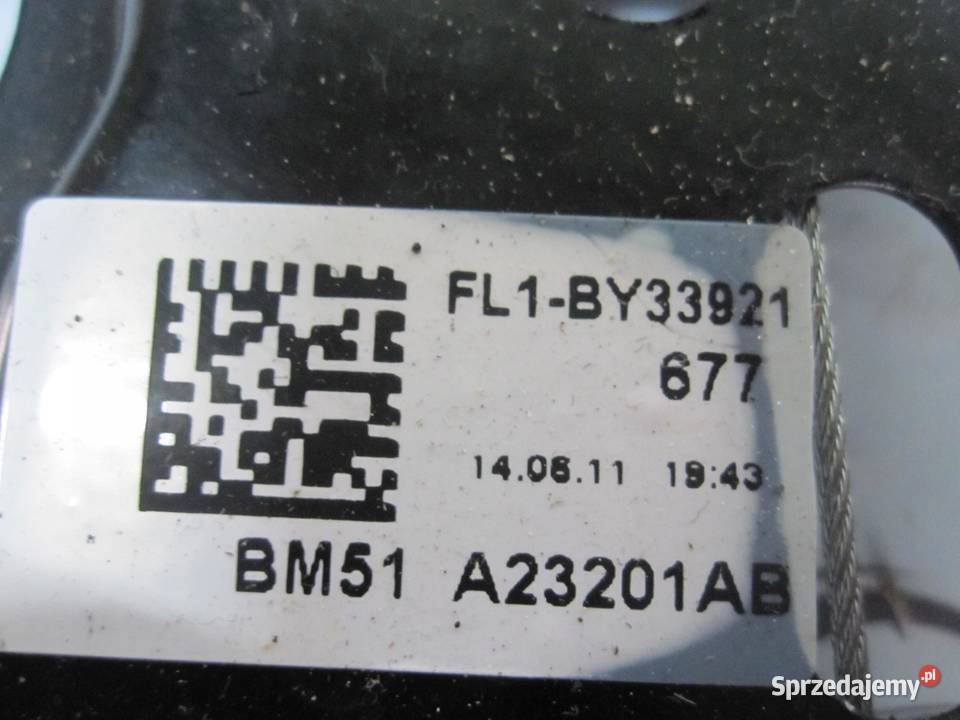 FL1-BY33921
677
14.06.11 19:43
BM51 A23201AB
Sprzedajemy.pl